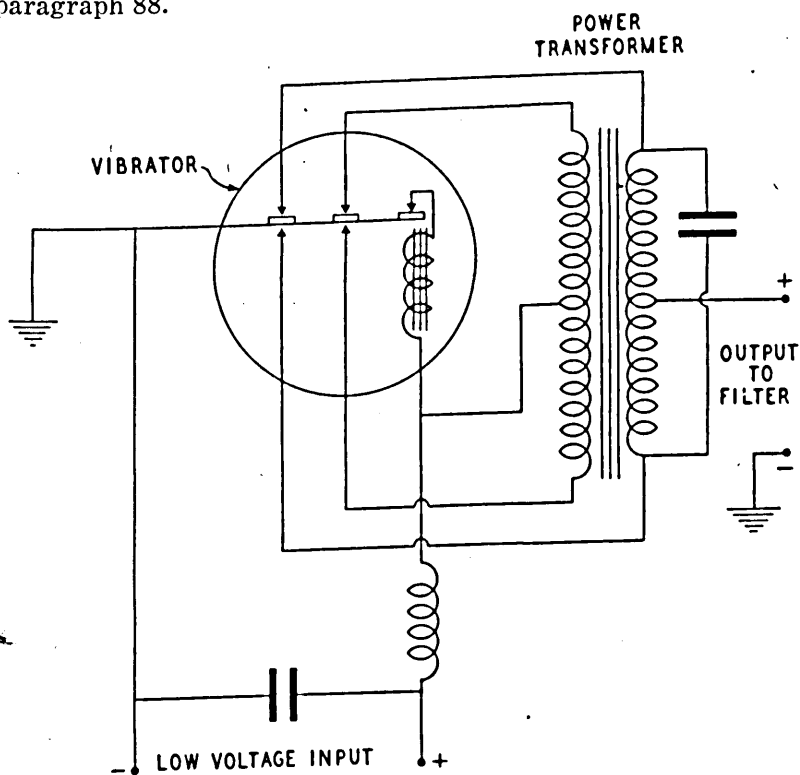 paragraph 88.
POWER
TRANSFORMER
VIBRATOR
+
OUTPUT
TO
FILTER
−
− LOW VOLTAGE INPUT +